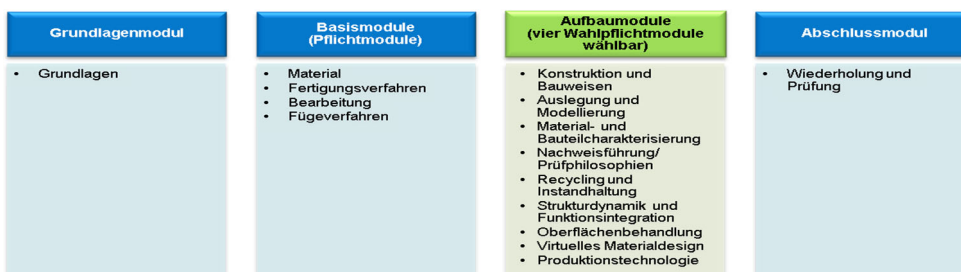 Grundlagenmodul
• Grundlagen
Basismodule
(Pflichtmodule)
• Material
• Fertigungsverfahren
• Bearbeitung
• Fügeverfahren
Aufbaumodule
(vier Wahlpflichtmodule
wählbar)
• Konstruktion und
Bauweisen
• Auslegung und
Modellierung
• Material- und
Bauteilcharakterisierung
• Nachweisführung/
Prüfphilosophien
• Recycling und
Instandhaltung
• Strukturdynamik und
Funktionsintegration
• Oberflächenbehandlung
• Virtuelles Materialdesign
• Produktionstechnologie
Abschlussmodul
• Wiederholung und
Prüfung